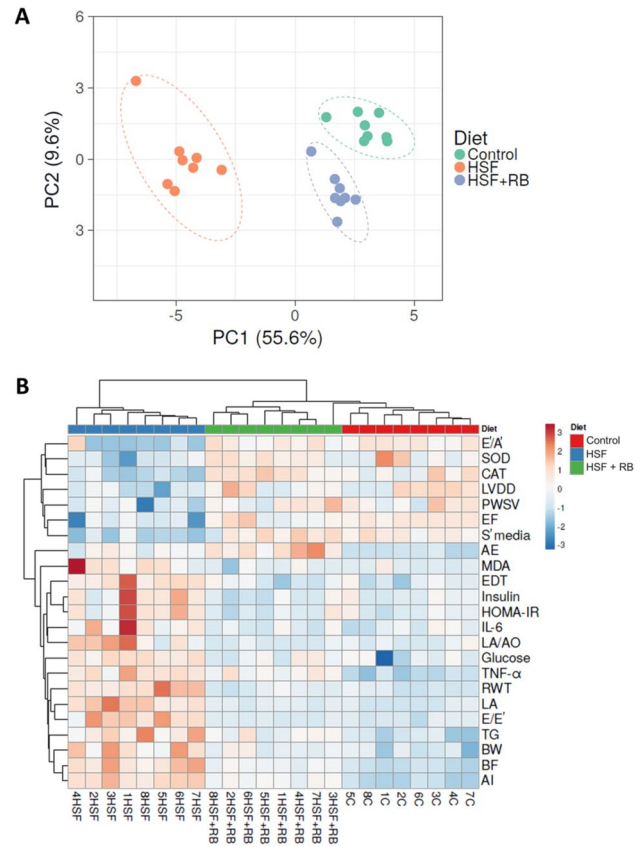 A
6
3
0
3
PC2 (9.6%)
-5
0
5
PC1 (55.6%)
Diet
Control
HSF
HSF+RB
B
Diet
E'/A'
SOD
CAT
LVDD
PWSV
EF
S'media
AE
MDA
EDT
Insulin
HOMA-IR
IL-6
LA/AO
Glucose
TNF-α
RWT
LA
E/E'
TG
BW
BF
AI
3
2
1
0
-1
-2
-3
Diet
Control
HSF
HSF + RB
4HSF
2HSF
3HSF
1HSF
8HSF
5HSF
6HSF
7HSF
8HSF+RB
2HSF+RB
6HSF+RB
5HSF+RB
1HSF+RB
4HSF+RB
7HSF+RB
3HSF+RB
5C
8C
1C
2C
6C
3C
4C
7C